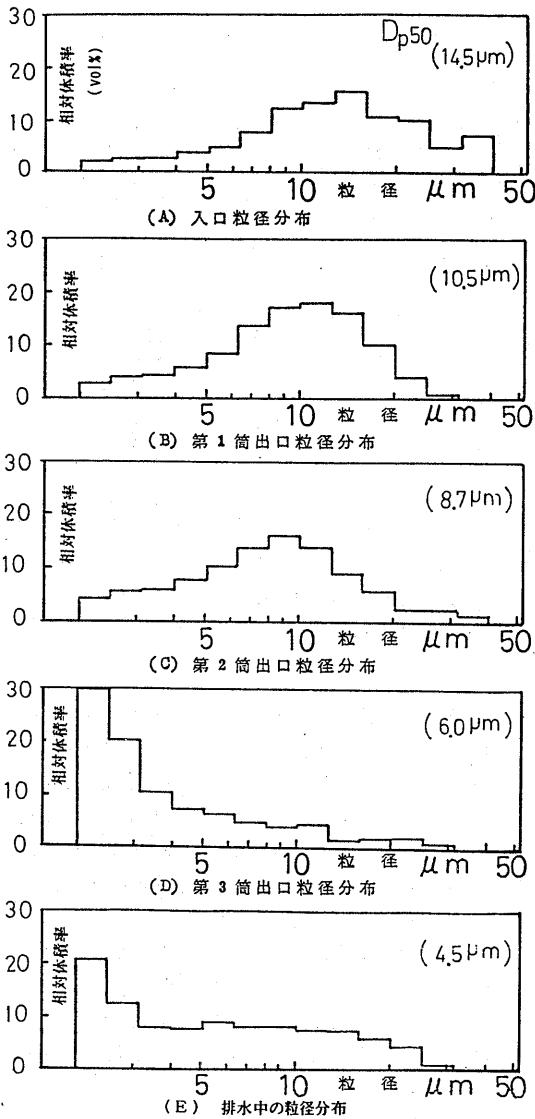 30
Dp50
(14.5μm)
相対体積率
(vol%)
20
10
0
5 10 粒 径 μm 50
(A) 入口粒径分布
30
(10.5μm)
相対体積率
20
10
0
5 10 粒 径 μm 50
(B) 第1筒出口粒径分布
30
(8.7μm)
相対体積率
20
10
0
5 10 粒 径 μm 50
(C) 第2筒出口粒径分布
30
(6.0μm)
相対体積率
20
10
0
5 10 粒 径 μm 50
(D) 第3筒出口粒径分布
30
(4.5μm)
相対体積率
20
10
0
5 10 粒 径 μm 50
(E) 排水中の粒径分布